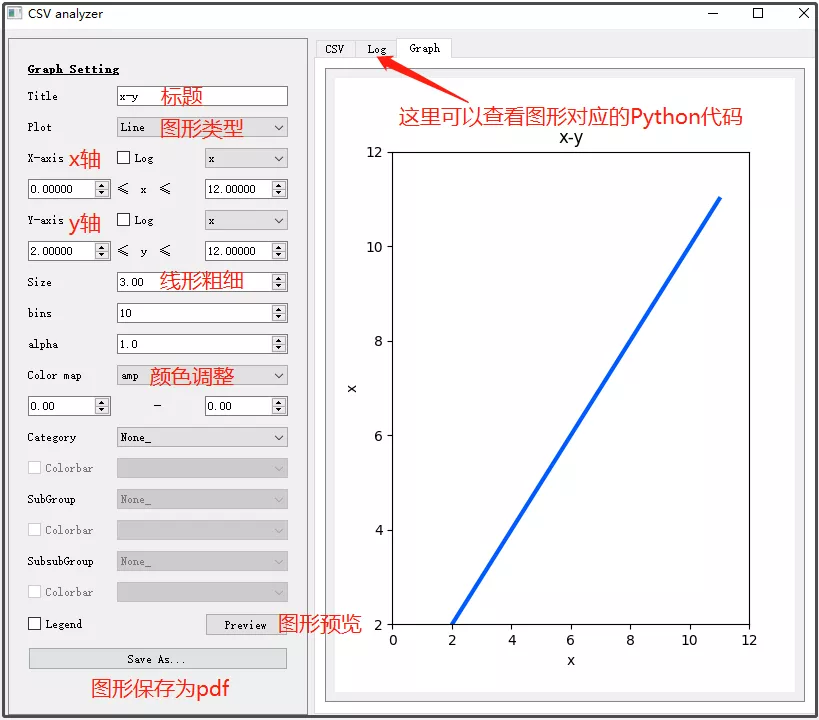 CSV analyzer
Graph Setting
Title x-y 标题
Plot Line 图形类型
X-axis x轴 Log x
0.00000 ≤ x ≤ 12.00000
Y-axis y轴 Log x
2.00000 ≤ y ≤ 12.00000
Size 3.00 线形粗细
bins 10
alpha 1.0
Color map amp 颜色调整
0.00 - 0.00
Category None_
Colorbar
SubGroup None_
Colorbar
SubsubGroup None_
Colorbar
Legend Preview 图形预览
Save As...
图形保存为pdf
CSV Log Graph
这里可以查看图形对应的Python代码
x-y
12
10
8
6
4
2
x
0 2 4 6 8 10 12
x